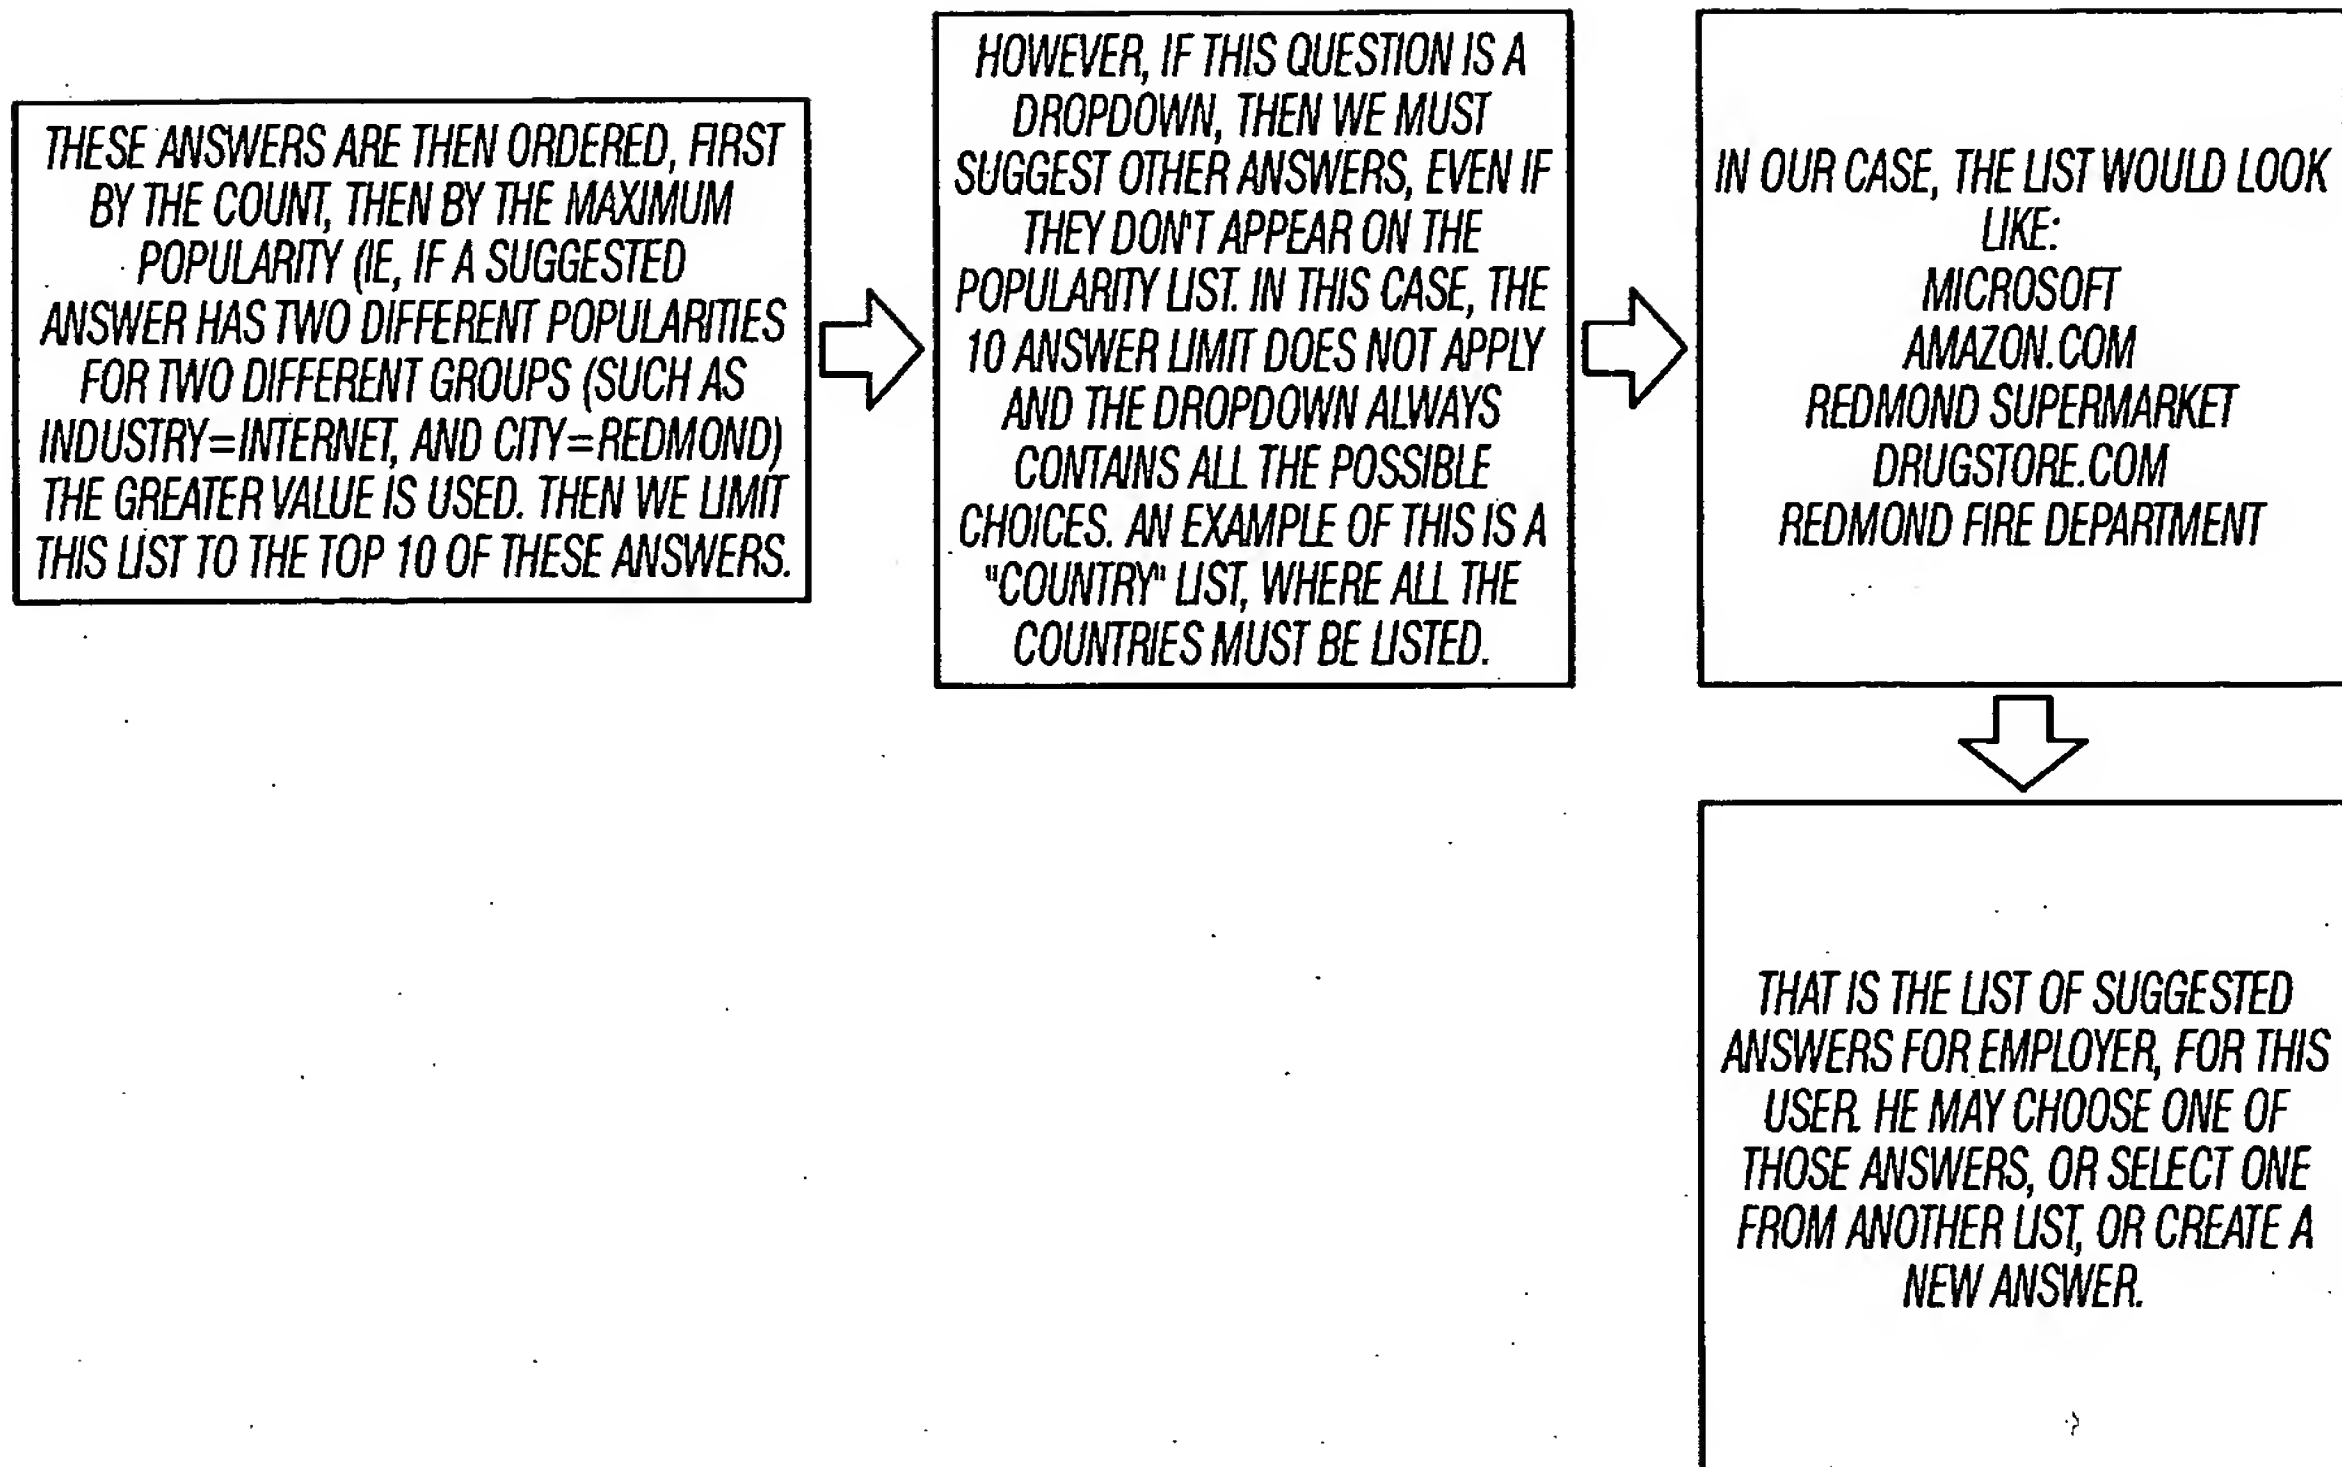 THESE ANSWERS ARE THEN ORDERED, FIRST
BY THE COUNT, THEN BY THE MAXIMUM
POPULARITY (IE, IF A SUGGESTED
ANSWER HAS TWO DIFFERENT POPULARITIES
FOR TWO DIFFERENT GROUPS (SUCH AS
INDUSTRY=INTERNET, AND CITY=REDMOND)
THE GREATER VALUE IS USED. THEN WE LIMIT
THIS LIST TO THE TOP 10 OF THESE ANSWERS.
HOWEVER, IF THIS QUESTION IS A
DROPDOWN, THEN WE MUST
SUGGEST OTHER ANSWERS, EVEN IF
THEY DON'T APPEAR ON THE
POPULARITY LIST. IN THIS CASE, THE
10 ANSWER LIMIT DOES NOT APPLY
AND THE DROPDOWN ALWAYS
CONTAINS ALL THE POSSIBLE
CHOICES. AN EXAMPLE OF THIS IS A
"COUNTRY" LIST, WHERE ALL THE
COUNTRIES MUST BE LISTED.
IN OUR CASE, THE LIST WOULD LOOK
LIKE:
MICROSOFT
AMAZON.COM
REDMOND SUPERMARKET
DRUGSTORE.COM
REDMOND FIRE DEPARTMENT
THAT IS THE LIST OF SUGGESTED
ANSWERS FOR EMPLOYER, FOR THIS
USER. HE MAY CHOOSE ONE OF
THOSE ANSWERS, OR SELECT ONE
FROM ANOTHER LIST, OR CREATE A
NEW ANSWER.